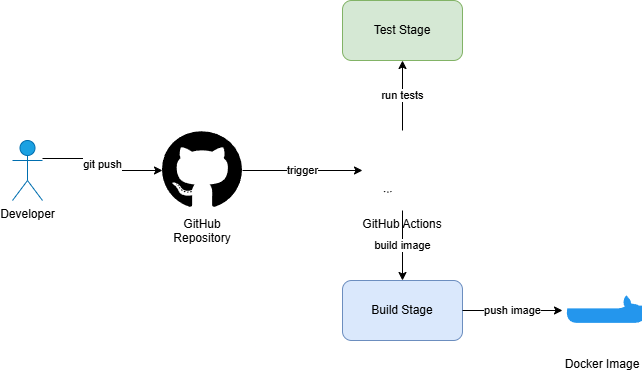 Test Stage
run tests
git push
trigger
Developer
GitHub
Repository
GitHub Actions
build image
Build Stage
push image
Docker Image